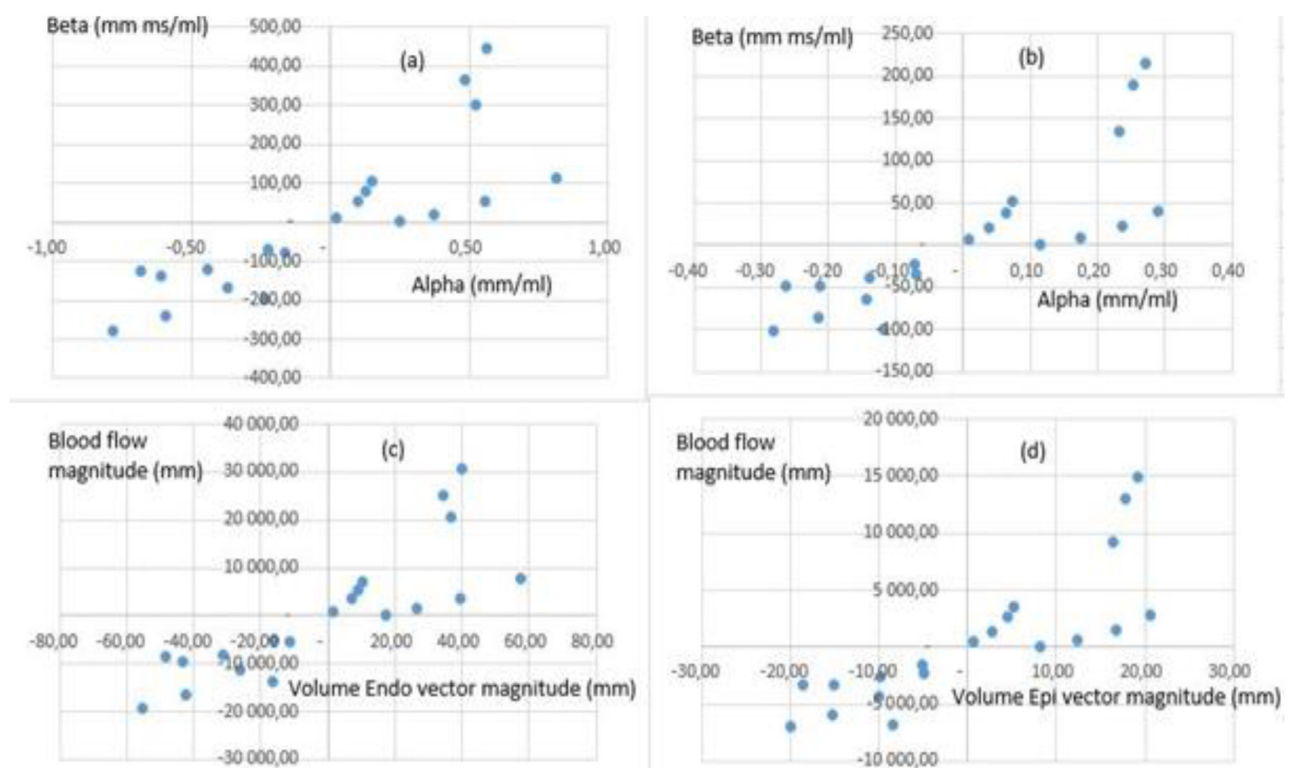 Beta (mm ms/ml)
(a)
500,00
400,00
300,00
200,00
100,00
-
-100,00
-200,00
-300,00
-400,00
-1,00 -0,50 - 0,50 1,00
Alpha (mm/ml)
Beta (mm ms/ml)
(b)
250,00
200,00
150,00
100,00
50,00
-
-50,00
-100,00
-150,00
-0,40 -0,30 -0,20 -0,10 - 0,10 0,20 0,30 0,40
Alpha (mm/ml)
Blood flow
magnitude (mm)
(c)
40 000,00
30 000,00
20 000,00
10 000,00
-
-10 000,00
-20 000,00
-30 000,00
-80,00 -60,00 -40,00 -20,00 - 20,00 40,00 60,00 80,00
Volume Endo vector magnitude (mm)
Blood flow
magnitude (mm)
(d)
20 000,00
15 000,00
10 000,00
5 000,00
-
-5 000,00
-10 000,00
-30,00 -20,00 -10,00 - 10,00 20,00 30,00
Volume Epi vector magnitude (mm)